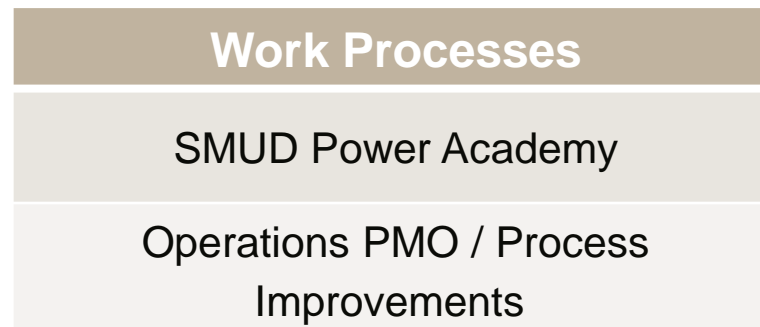 Work Processes
SMUD Power Academy
Operations PMO / Process
Improvements